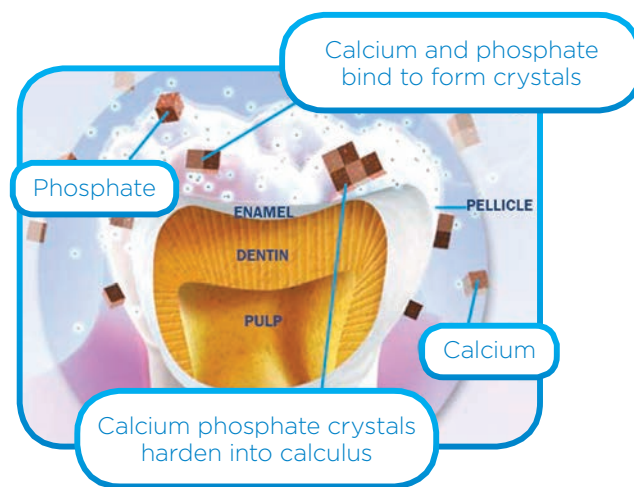 Calcium and phosphate
bind to form crystals
Phosphate
ENAMEL
PELLICLE
DENTIN
PULP
Calcium
Calcium phosphate crystals
harden into calculus